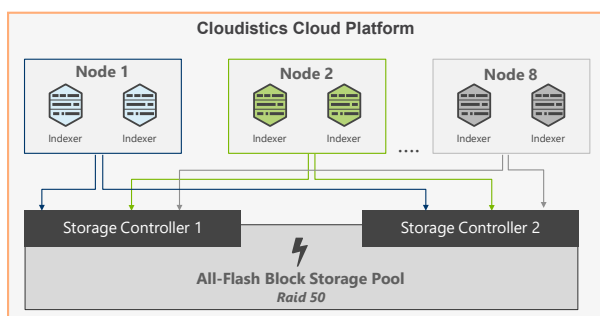 Cloudistics Cloud Platform
Node 1
Indexer Indexer
Node 2
Indexer Indexer
....
Node 8
Indexer Indexer
Storage Controller 1
Storage Controller 2
All-Flash Block Storage Pool
Raid 50